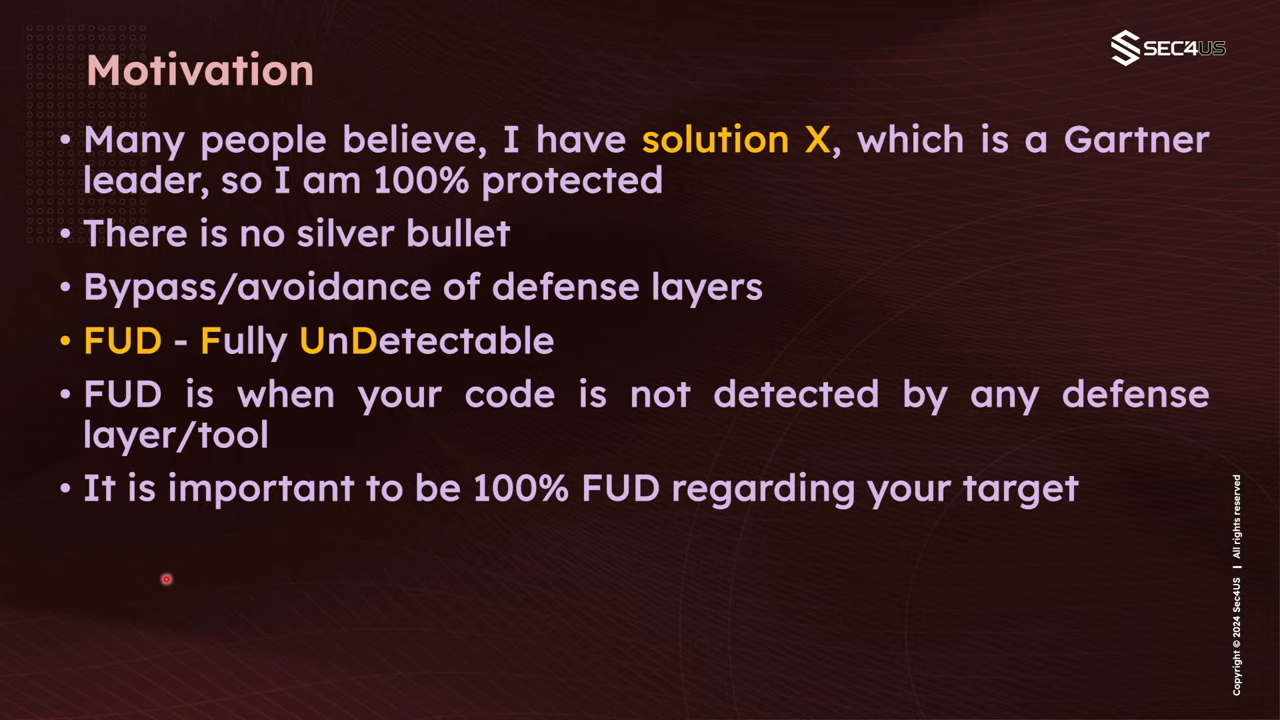 SEC4US
Motivation
• Many people believe, I have solution X, which is a Gartner
leader, so I am 100% protected
• There is no silver bullet
• Bypass/avoidance of defense layers
• FUD - Fully UnDetectable
• FUD is when your code is not detected by any defense
layer/tool
• It is important to be 100% FUD regarding your target
Copyright © 2024 Sec4US | All rights reserved